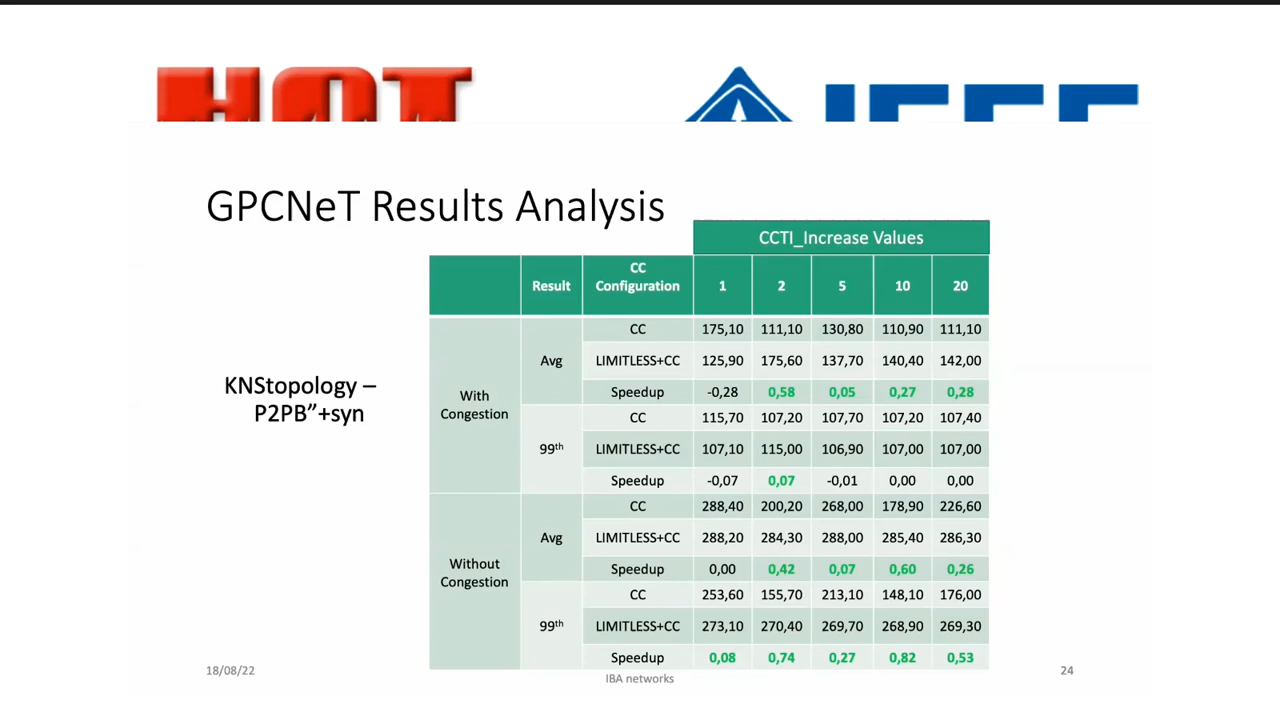 HOT
IEEE
GPCNeT Results Analysis
CCTI_Increase Values
Result CC Configuration 1 2 5 10 20
KNStopology –
P2PB”+syn
With
Congestion
Avg
CC 175,10 111,10 130,80 110,90 111,10
LIMITLESS+CC 125,90 175,60 137,70 140,40 142,00
Speedup -0,28 0,58 0,05 0,27 0,28
99th
CC 115,70 107,20 107,70 107,20 107,40
LIMITLESS+CC 107,10 115,00 106,90 107,00 107,00
Speedup -0,07 0,07 -0,01 0,00 0,00
Without
Congestion
Avg
CC 288,40 200,20 268,00 178,90 226,60
LIMITLESS+CC 288,20 284,30 288,00 285,40 286,30
Speedup 0,00 0,42 0,07 0,60 0,26
99th
CC 253,60 155,70 213,10 148,10 176,00
LIMITLESS+CC 273,10 270,40 269,70 268,90 269,30
Speedup 0,08 0,74 0,27 0,82 0,53
18/08/22
IBA networks
24